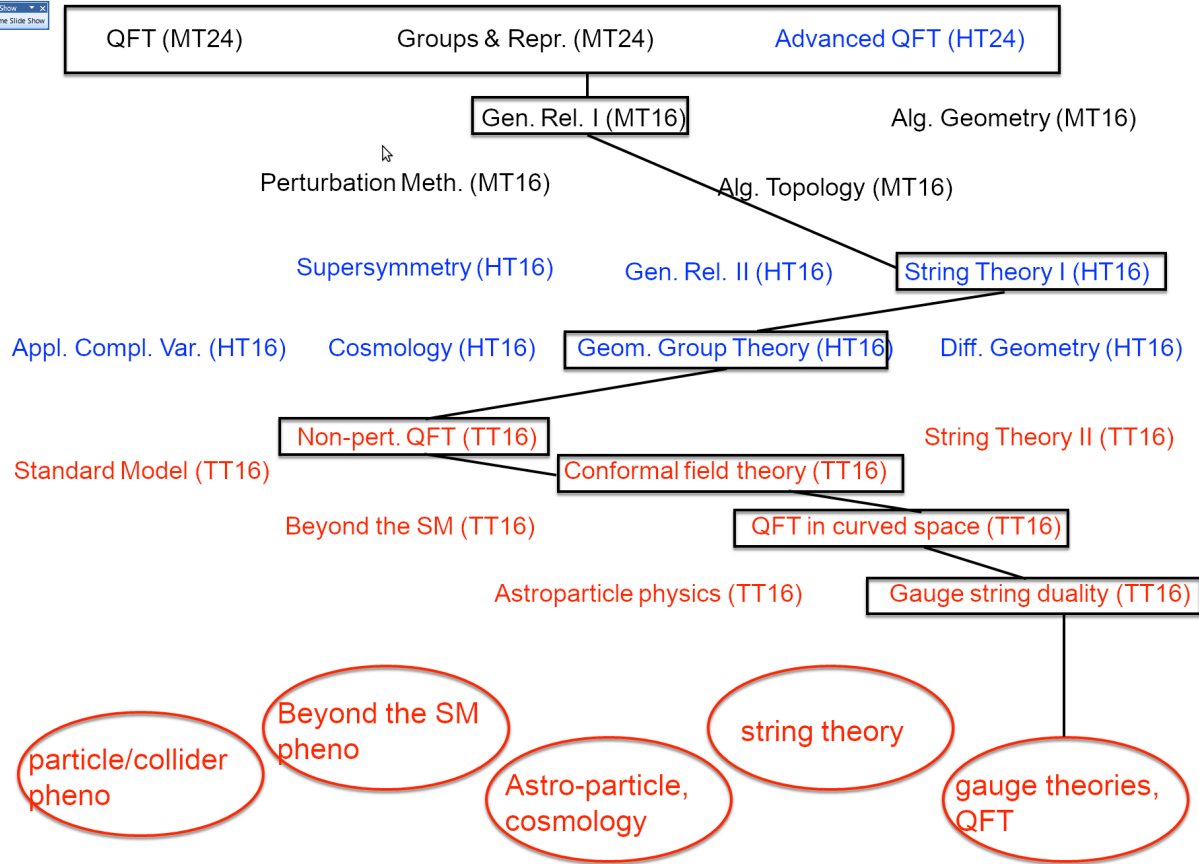 Show
me Slide Show
QFT (MT24) Groups & Repr. (MT24) Advanced QFT (HT24)
Gen. Rel. I (MT16) Alg. Geometry (MT16)
Perturbation Meth. (MT16) Alg. Topology (MT16)
Supersymmetry (HT16) Gen. Rel. II (HT16) String Theory I (HT16)
Appl. Compl. Var. (HT16) Cosmology (HT16) Geom. Group Theory (HT16) Diff. Geometry (HT16)
Non-pert. QFT (TT16) String Theory II (TT16)
Standard Model (TT16) Conformal field theory (TT16)
Beyond the SM (TT16) QFT in curved space (TT16)
Astroparticle physics (TT16) Gauge string duality (TT16)
particle/collider
pheno
Beyond the SM
pheno
Astro-particle,
cosmology
string theory
gauge theories,
QFT